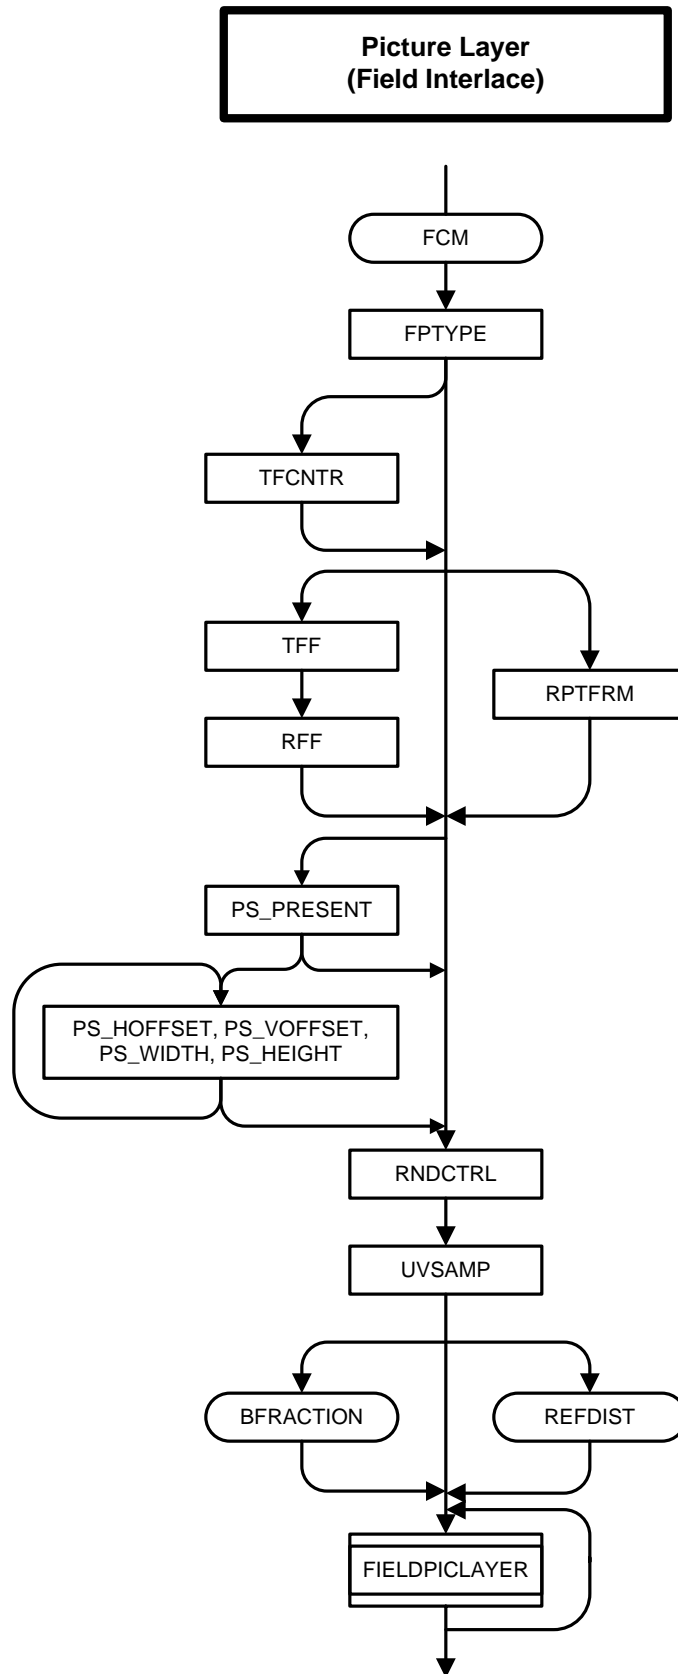 Picture Layer
(Field Interlace)
FCM
FPTYPE
TFCNTR
TFF
RPTFRM
RFF
PS_PRESENT
PS_HOFFSET, PS_VOFFSET,
PS_WIDTH, PS_HEIGHT
RNDCTRL
UVSAMP
BFRACTION
REFDIST
FIELDPICLAYER